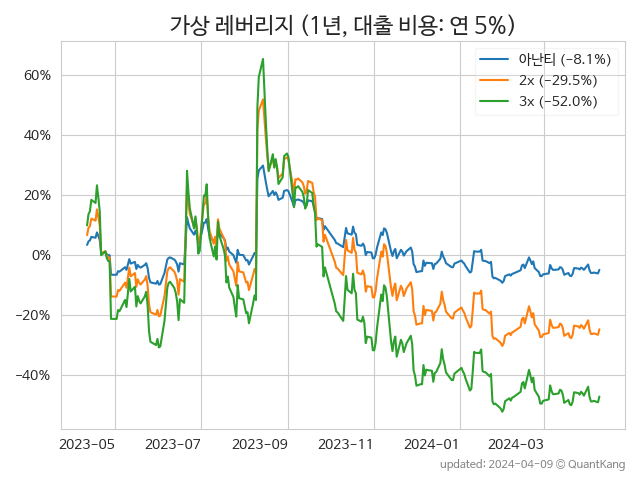 가상 레버리지 (1년, 대출 비용: 연 5%)
아난티 (−8.1%)
2x (−29.5%)
3x (−52.0%)
60%
40%
20%
0%
−20%
−40%
2023-05 2023-07 2023-09 2023-11 2024-01 2024-03
updated: 2024-04-09 © QuantKang